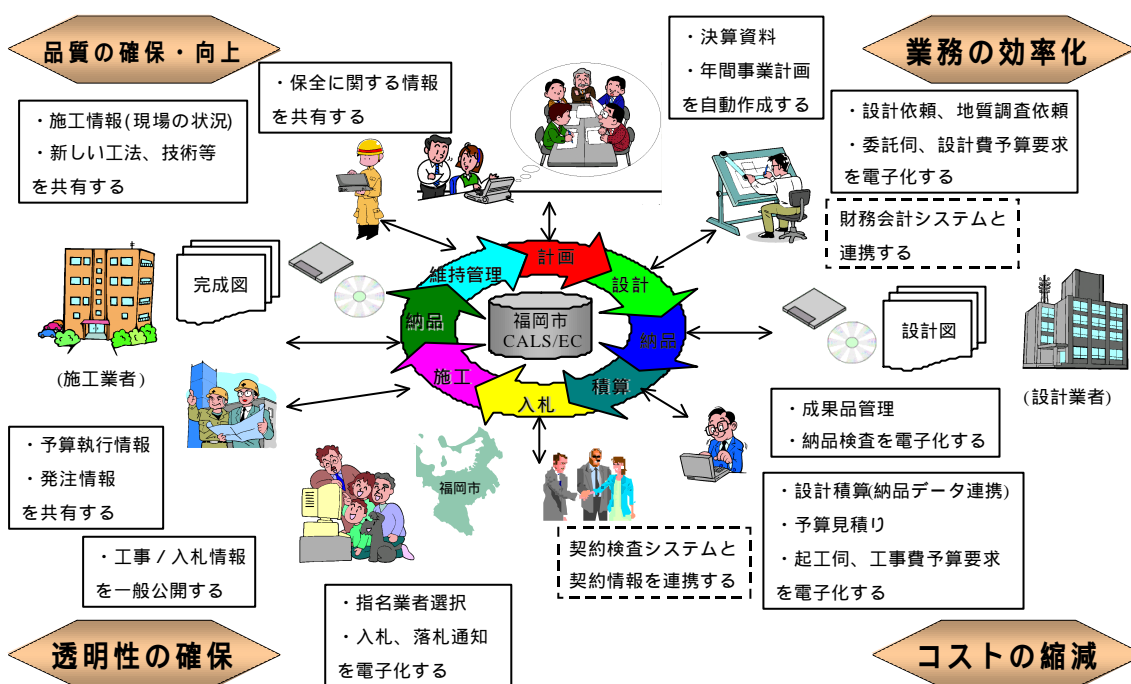 品質の確保・向上
業務の効率化
・保全に関する情報
を共有する
・決算資料
・年間事業計画
を自動作成する
・施工情報(現場の状況)
・新しい工法、技術等
を共有する
・設計依頼、地質調査依頼
・委託伺、設計費予算要求
を電子化する
財務会計システムと
連携する
完成図
(施工業者)
計画
設計
納品
積算
入札
施工
納品
維持管理
福岡市
CALS/EC
設計図
(設計業者)
・成果品管理
・納品検査を電子化する
・予算執行情報
・発注情報
を共有する
福岡市
・設計積算(納品データ連携)
・予算見積り
・起工伺、工事費予算要求
を電子化する
・工事/入札情報
を一般公開する
契約検査システムと
契約情報を連携する
・指名業者選択
・入札、落札通知
を電子化する
透明性の確保
コストの縮減